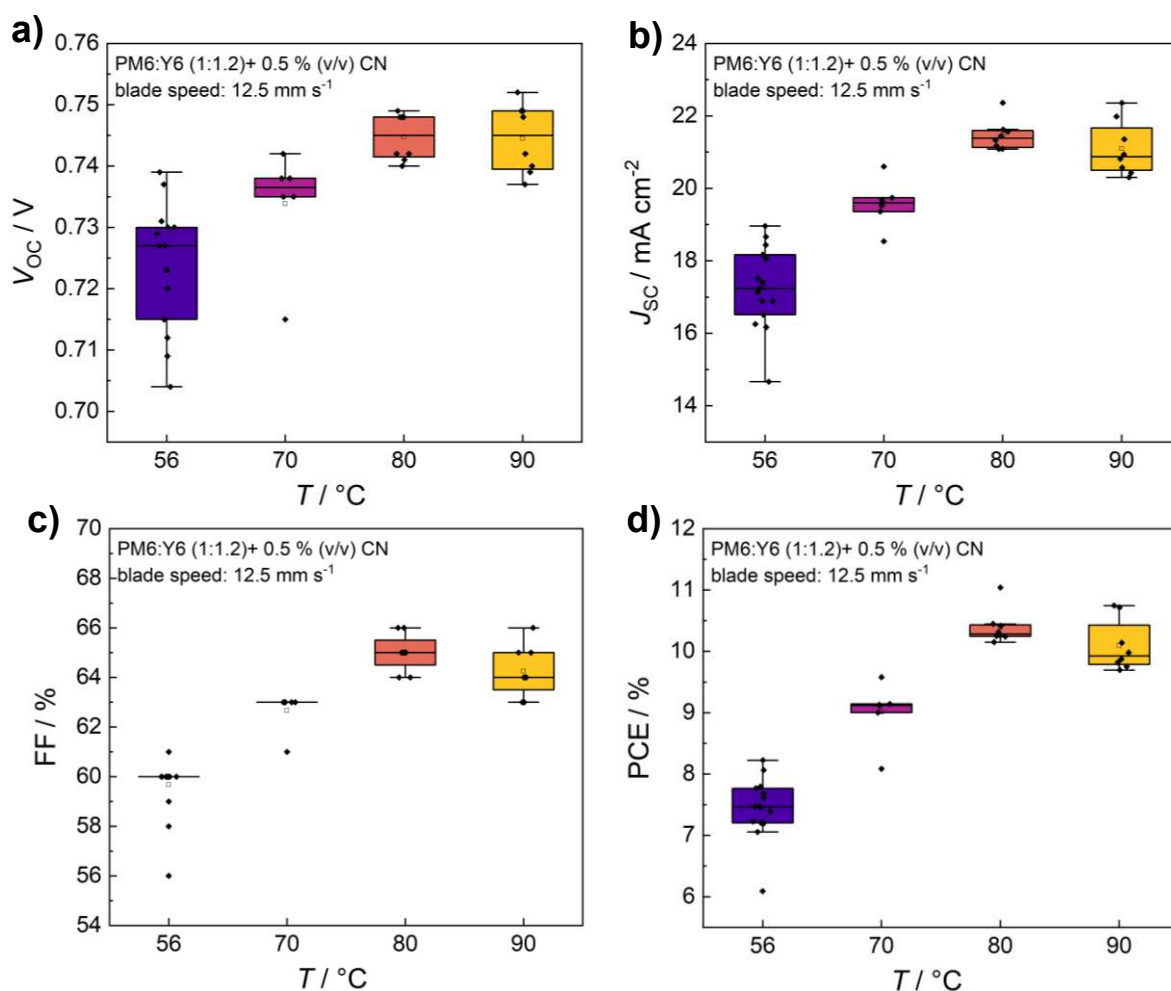 a)
0.76
0.75
0.74
0.73
0.72
0.71
0.70
V_OC / V
PM6:Y6 (1:1.2)+ 0.5 % (v/v) CN
blade speed: 12.5 mm s⁻¹
56 70 80 90
T / °C
b)
24
22
20
18
16
14
J_SC / mA cm⁻²
PM6:Y6 (1:1.2)+ 0.5 % (v/v) CN
blade speed: 12.5 mm s⁻¹
56 70 80 90
T / °C
c)
70
68
66
64
62
60
58
56
54
FF / %
PM6:Y6 (1:1.2)+ 0.5 % (v/v) CN
blade speed: 12.5 mm s⁻¹
56 70 80 90
T / °C
d)
12
11
10
9
8
7
6
PCE / %
PM6:Y6 (1:1.2)+ 0.5 % (v/v) CN
blade speed: 12.5 mm s⁻¹
56 70 80 90
T / °C